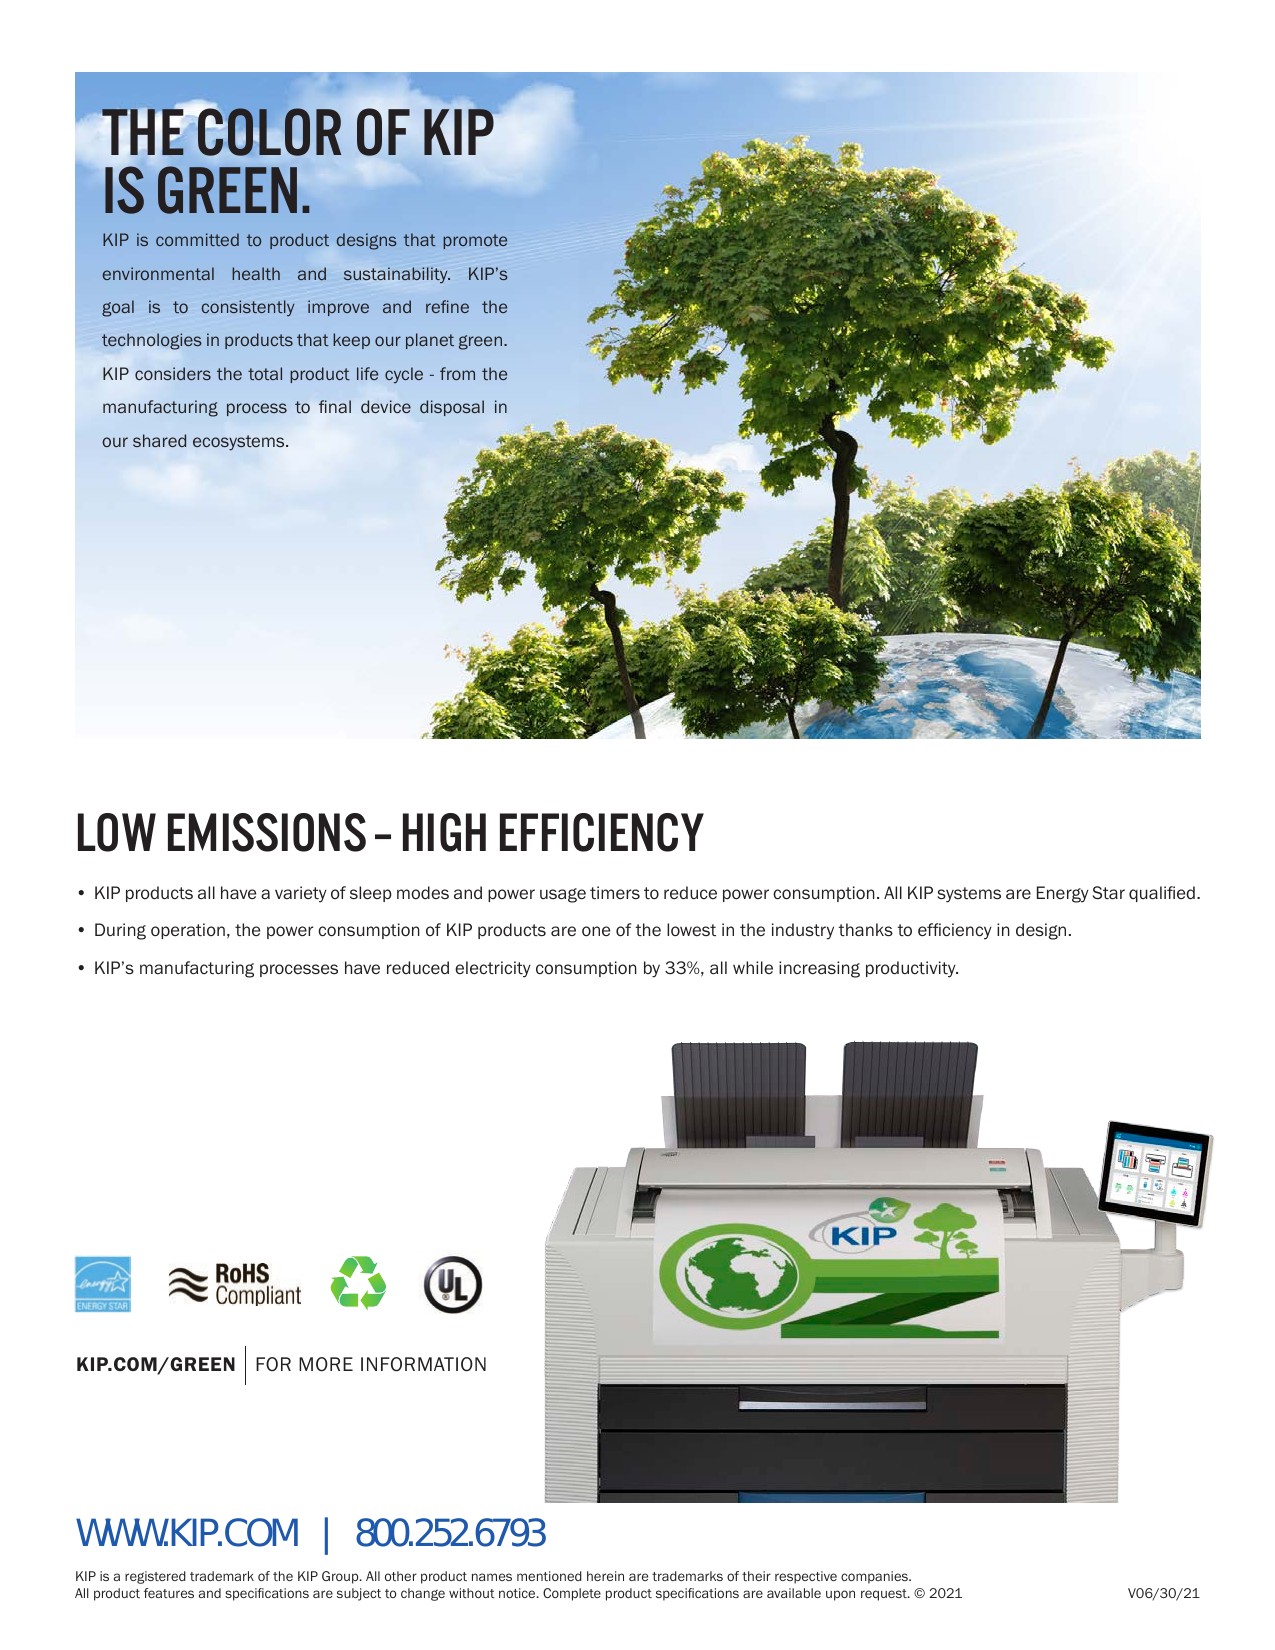 THE COLOR OF KIP
IS GREEN.
KIP is committed to product designs that promote
environmental health and sustainability. KIP’s
goal is to consistently improve and refine the
technologies in products that keep our planet green.
KIP considers the total product life cycle - from the
manufacturing process to final device disposal in
our shared ecosystems.
LOW EMISSIONS – HIGH EFFICIENCY
• KIP products all have a variety of sleep modes and power usage timers to reduce power consumption. All KIP systems are Energy Star qualified.
• During operation, the power consumption of KIP products are one of the lowest in the industry thanks to efficiency in design.
• KIP’s manufacturing processes have reduced electricity consumption by 33%, all while increasing productivity.
KIP
energy
ENERGY STAR
RoHS
Compliant
UL
®
KIP.COM/GREEN | FOR MORE INFORMATION
WWW.KIP.COM | 800.252.6793
KIP is a registered trademark of the KIP Group. All other product names mentioned herein are trademarks of their respective companies.
All product features and specifications are subject to change without notice. Complete product specifications are available upon request. © 2021
V06/30/21